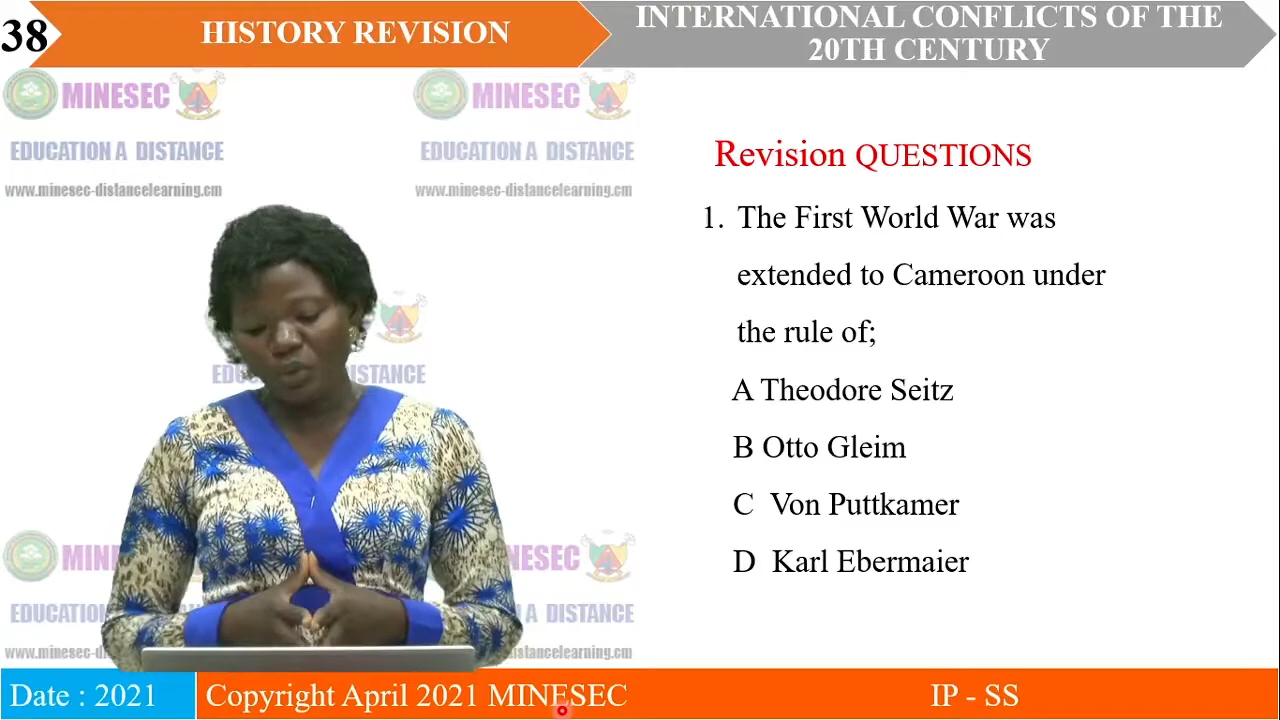 38
HISTORY REVISION
INTERNATIONAL CONFLICTS OF THE
20TH CENTURY
MINESEC
EDUCATION A DISTANCE
www.minesec-distancelearning.cm
MINESEC
EDUCATION A DISTANCE
www.minesec-distancelearning.cm
Revision QUESTIONS
1. The First World War was
extended to Cameroon under
the rule of;
A Theodore Seitz
B Otto Gleim
C Von Puttkamer
D Karl Ebermaier
Date : 2021
Copyright April 2021 MINESEC
IP - SS